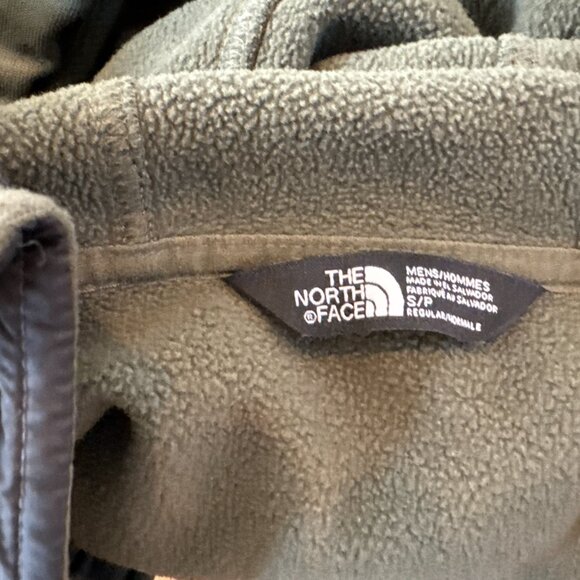 THE
NORTH
®FACE
MENS/HOMMES
MADE IN EL SALVADOR
FABRIQUÉ AU SALVADOR
S/P
REGULAR/NORMALE